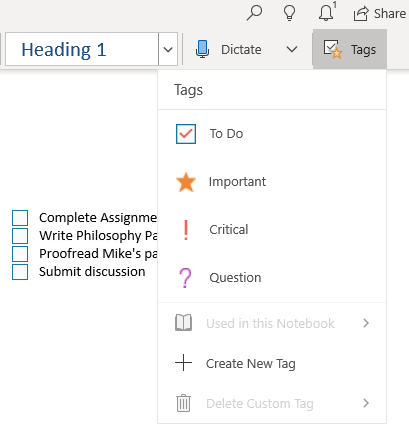 1
Share
Heading 1
Dictate
Tags
Tags
To Do
Important
Complete Assignme
Critical
Write Philosophy Pa
Proofread Mike's pa
Submit discussion
Question
Used in this Notebook
Create New Tag
Delete Custom Tag